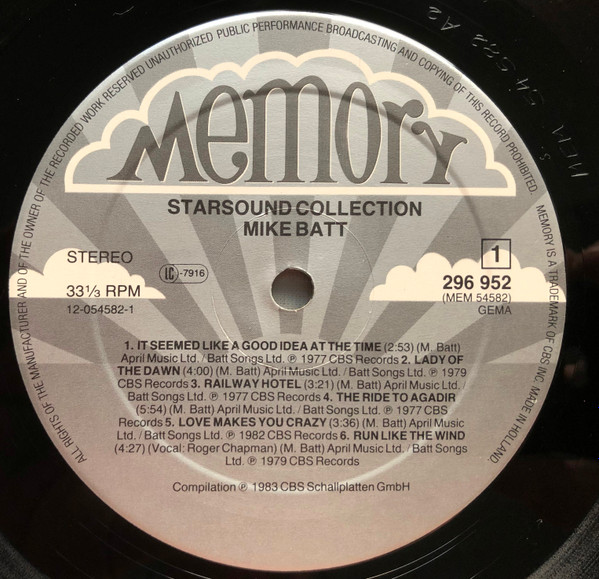 ALL RIGHTS OF THE MANUFACTURER AND OF THE OWNER OF THE RECORDED WORK RESERVED UNAUTHORIZED PUBLIC PERFORMANCE BROADCASTING AND COPYING OF THIS RECORD PROHIBITED. MEMORY IS A TRADEMARK OF CBS INC. MADE IN HOLLAND.
Memory
STARSOUND COLLECTION
MIKE BATT
STEREO
LC-7916
33⅓ RPM
12-054582-1
1
296 952
(MEM 54582)
GEMA
1. IT SEEMED LIKE A GOOD IDEA AT THE TIME (2:53) (M. Batt)
April Music Ltd. / Batt Songs Ltd. ℗ 1977 CBS Records 2. LADY OF
THE DAWN (4:00) (M. Batt) April Music Ltd. / Batt Songs Ltd. ℗ 1979
CBS Records 3. RAILWAY HOTEL (3:21) (M. Batt) April Music Ltd. /
Batt Songs Ltd. ℗ 1977 CBS Records 4. THE RIDE TO AGADIR
(5:54) (M. Batt) April Music Ltd. / Batt Songs Ltd. ℗ 1977 CBS
Records 5. LOVE MAKES YOU CRAZY (3:36) (M. Batt) April Music
Ltd. / Batt Songs Ltd. ℗ 1982 CBS Records 6. RUN LIKE THE WIND
(4:27) (Vocal: Roger Chapman) (M. Batt) April Music Ltd. / Batt Songs
Ltd. ℗ 1979 CBS Records
Compilation ℗ 1983 CBS Schallplatten GmbH